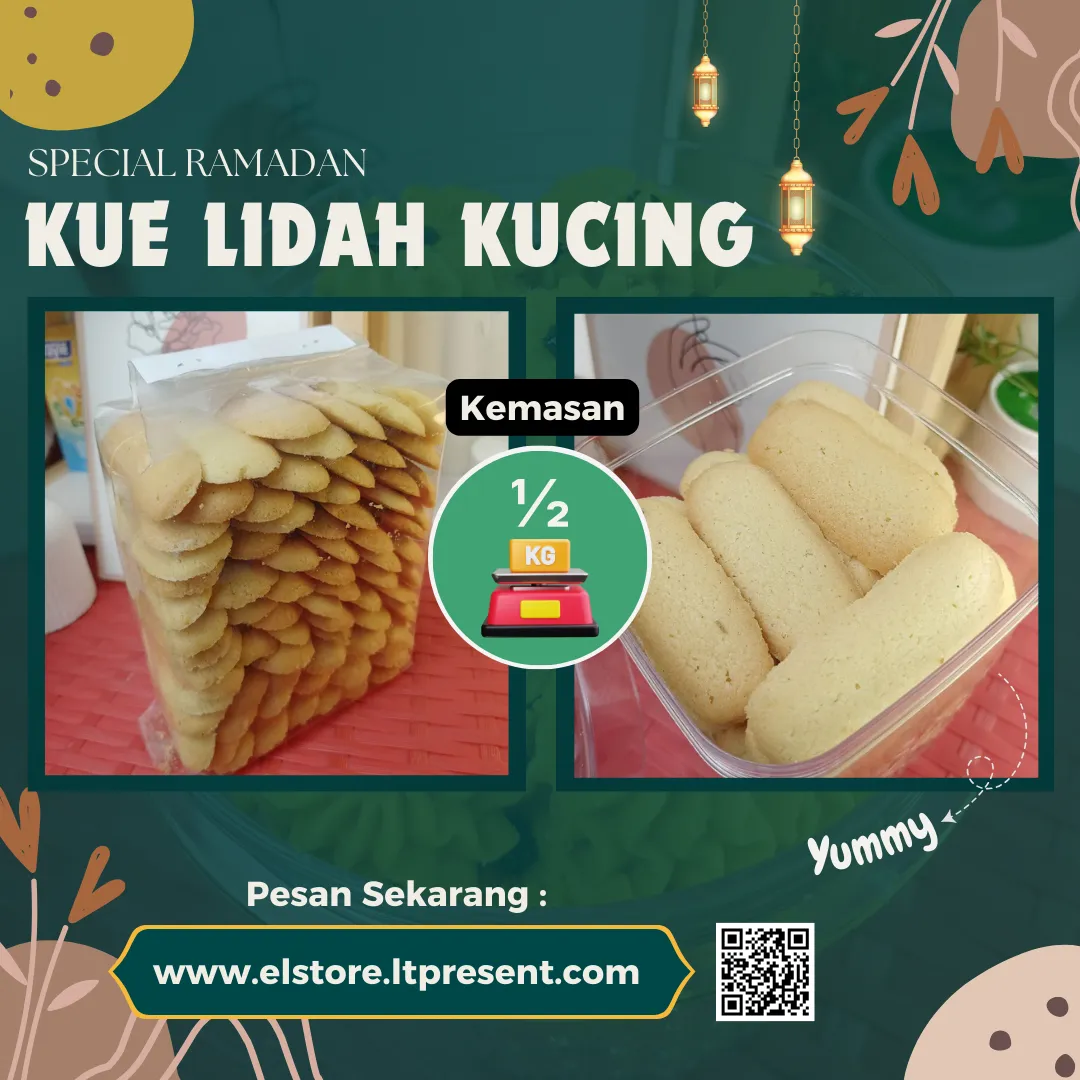 SPECIAL RAMADAN
KUE LIDAH KUCING
Kemasan
½
KG
Yummy
Pesan Sekarang :
www.elstore.ltpresent.com